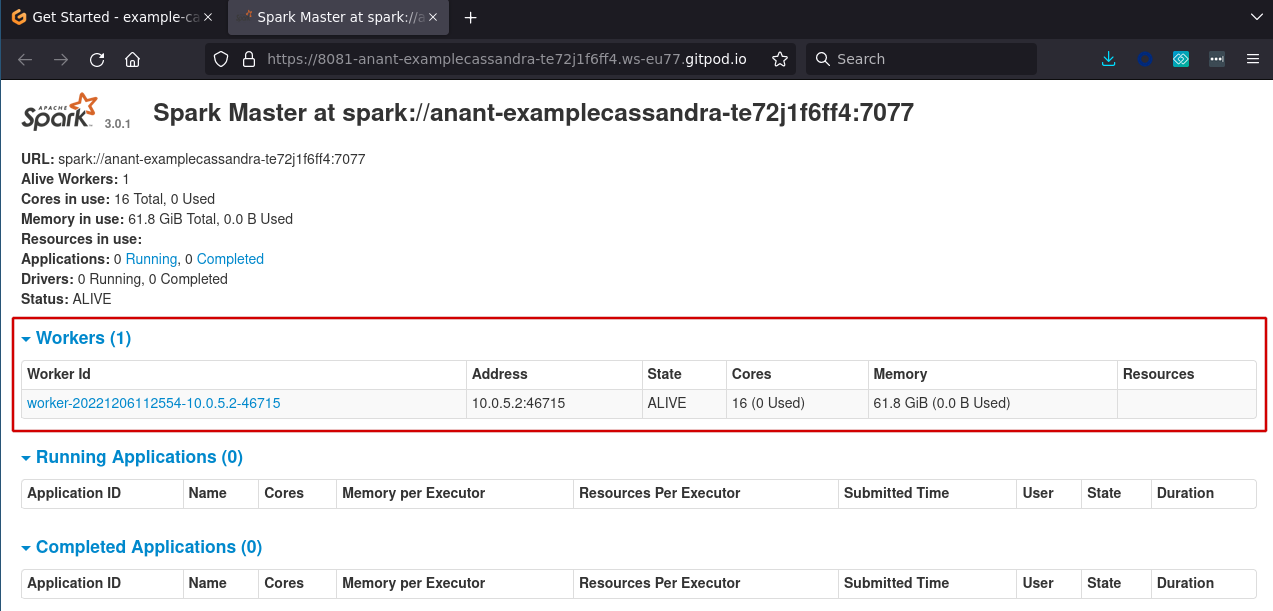 Get Started - example-ca
Spark Master at spark://a
https://8081-anant-examplecassandra-te72j1f6ff4.ws-eu77.gitpod.io
Search
APACHE Spark 3.0.1
Spark Master at spark://anant-examplecassandra-te72j1f6ff4:7077
URL: spark://anant-examplecassandra-te72j1f6ff4:7077
Alive Workers: 1
Cores in use: 16 Total, 0 Used
Memory in use: 61.8 GiB Total, 0.0 B Used
Resources in use:
Applications: 0 Running, 0 Completed
Drivers: 0 Running, 0 Completed
Status: ALIVE
Workers (1)
Worker Id Address State Cores Memory Resources
worker-20221206112554-10.0.5.2-46715 10.0.5.2:46715 ALIVE 16 (0 Used) 61.8 GiB (0.0 B Used)
Running Applications (0)
Application ID Name Cores Memory per Executor Resources Per Executor Submitted Time User State Duration
Completed Applications (0)
Application ID Name Cores Memory per Executor Resources Per Executor Submitted Time User State Duration